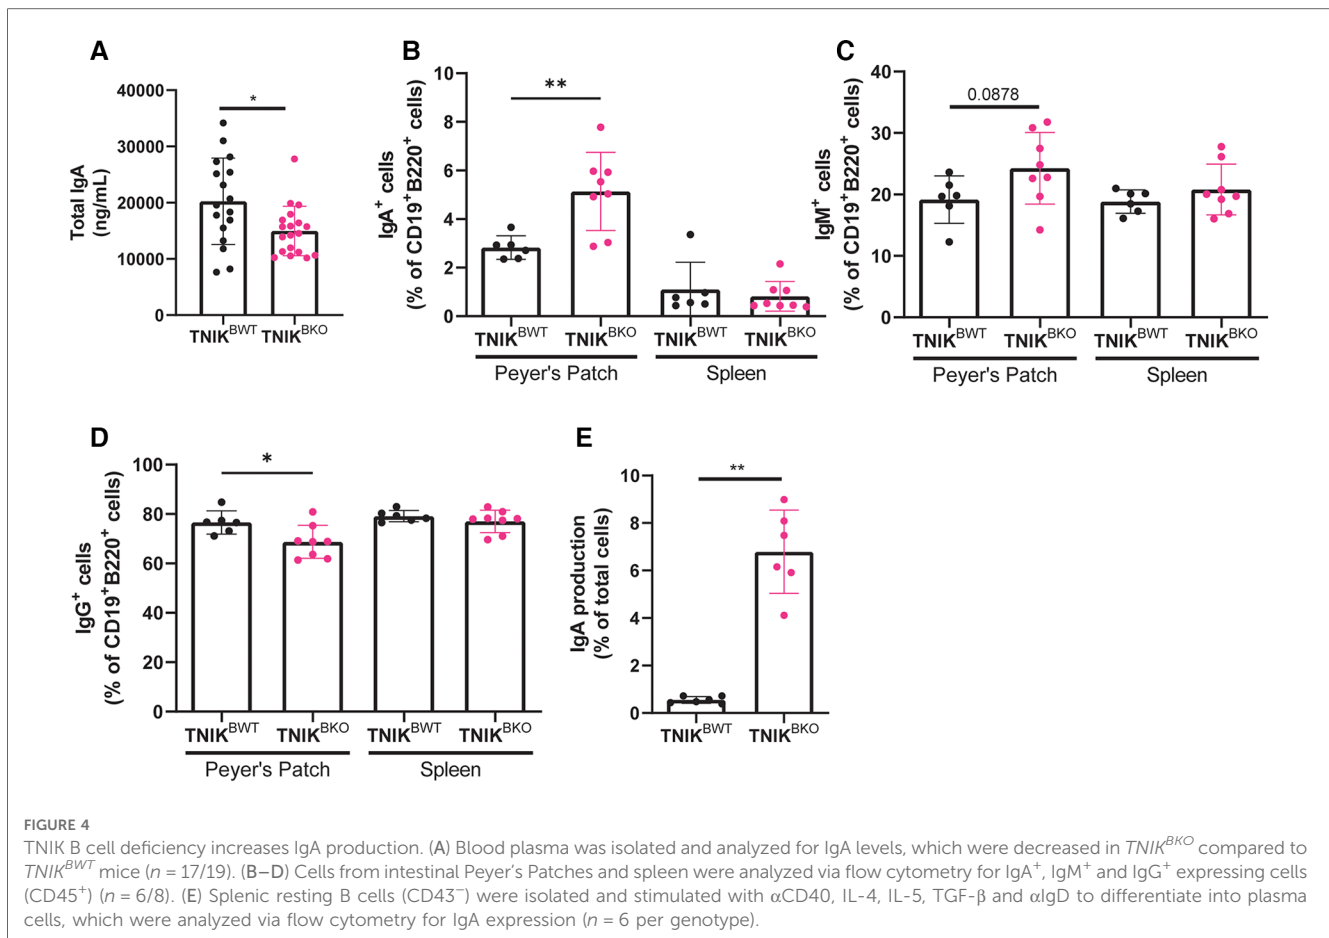 A
B
C
40000
30000
20000
10000
0
Total IgA
(ng/mL)
*
TNIK^BWT TNIK^BKO
10
8
6
4
2
0
IgA+ cells
(% of CD19+B220+ cells)
**
TNIK^BWT TNIK^BKO TNIK^BWT TNIK^BKO
Peyer's Patch Spleen
40
30
20
10
0
IgM+ cells
(% of CD19+B220+ cells)
0.0878
TNIK^BWT TNIK^BKO TNIK^BWT TNIK^BKO
Peyer's Patch Spleen
D
E
100
80
60
40
20
0
IgG+ cells
(% of CD19+B220+ cells)
*
TNIK^BWT TNIK^BKO TNIK^BWT TNIK^BKO
Peyer's Patch Spleen
10
8
6
4
2
0
IgA production
(% of total cells)
**
TNIK^BWT TNIK^BKO
FIGURE 4
TNIK B cell deficiency increases IgA production. (A) Blood plasma was isolated and analyzed for IgA levels, which were decreased in TNIK^BKO compared to
TNIK^BWT mice (n = 17/19). (B–D) Cells from intestinal Peyer's Patches and spleen were analyzed via flow cytometry for IgA+, IgM+ and IgG+ expressing cells
(CD45+) (n = 6/8). (E) Splenic resting B cells (CD43−) were isolated and stimulated with αCD40, IL-4, IL-5, TGF-β and αIgD to differentiate into plasma
cells, which were analyzed via flow cytometry for IgA expression (n = 6 per genotype).